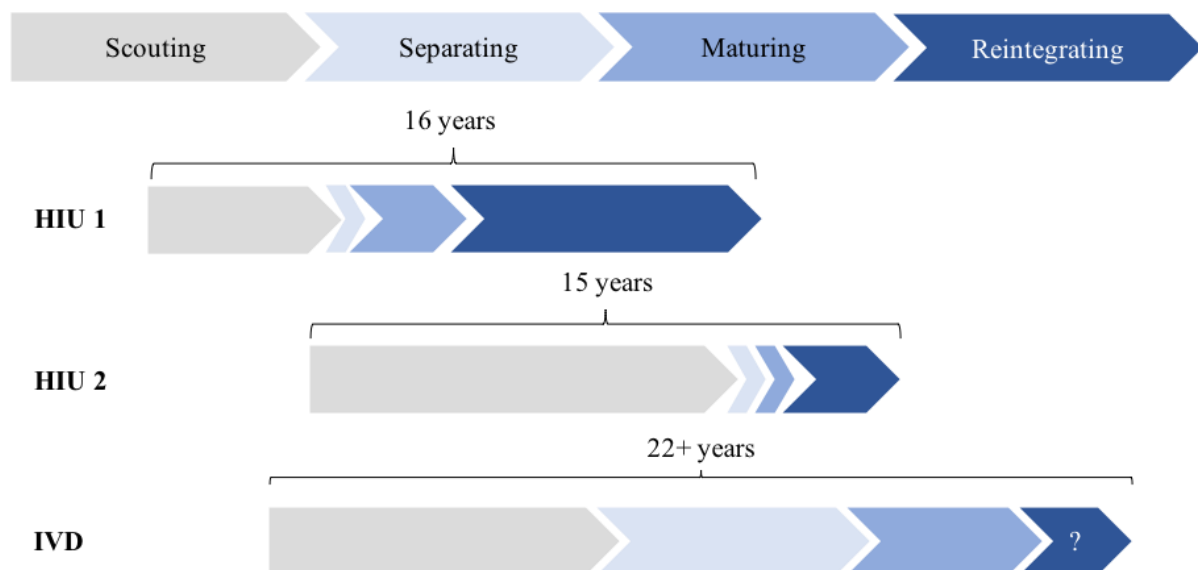 Scouting Separating Maturing Reintegrating
16 years
HIU 1
15 years
HIU 2
22+ years
IVD ?